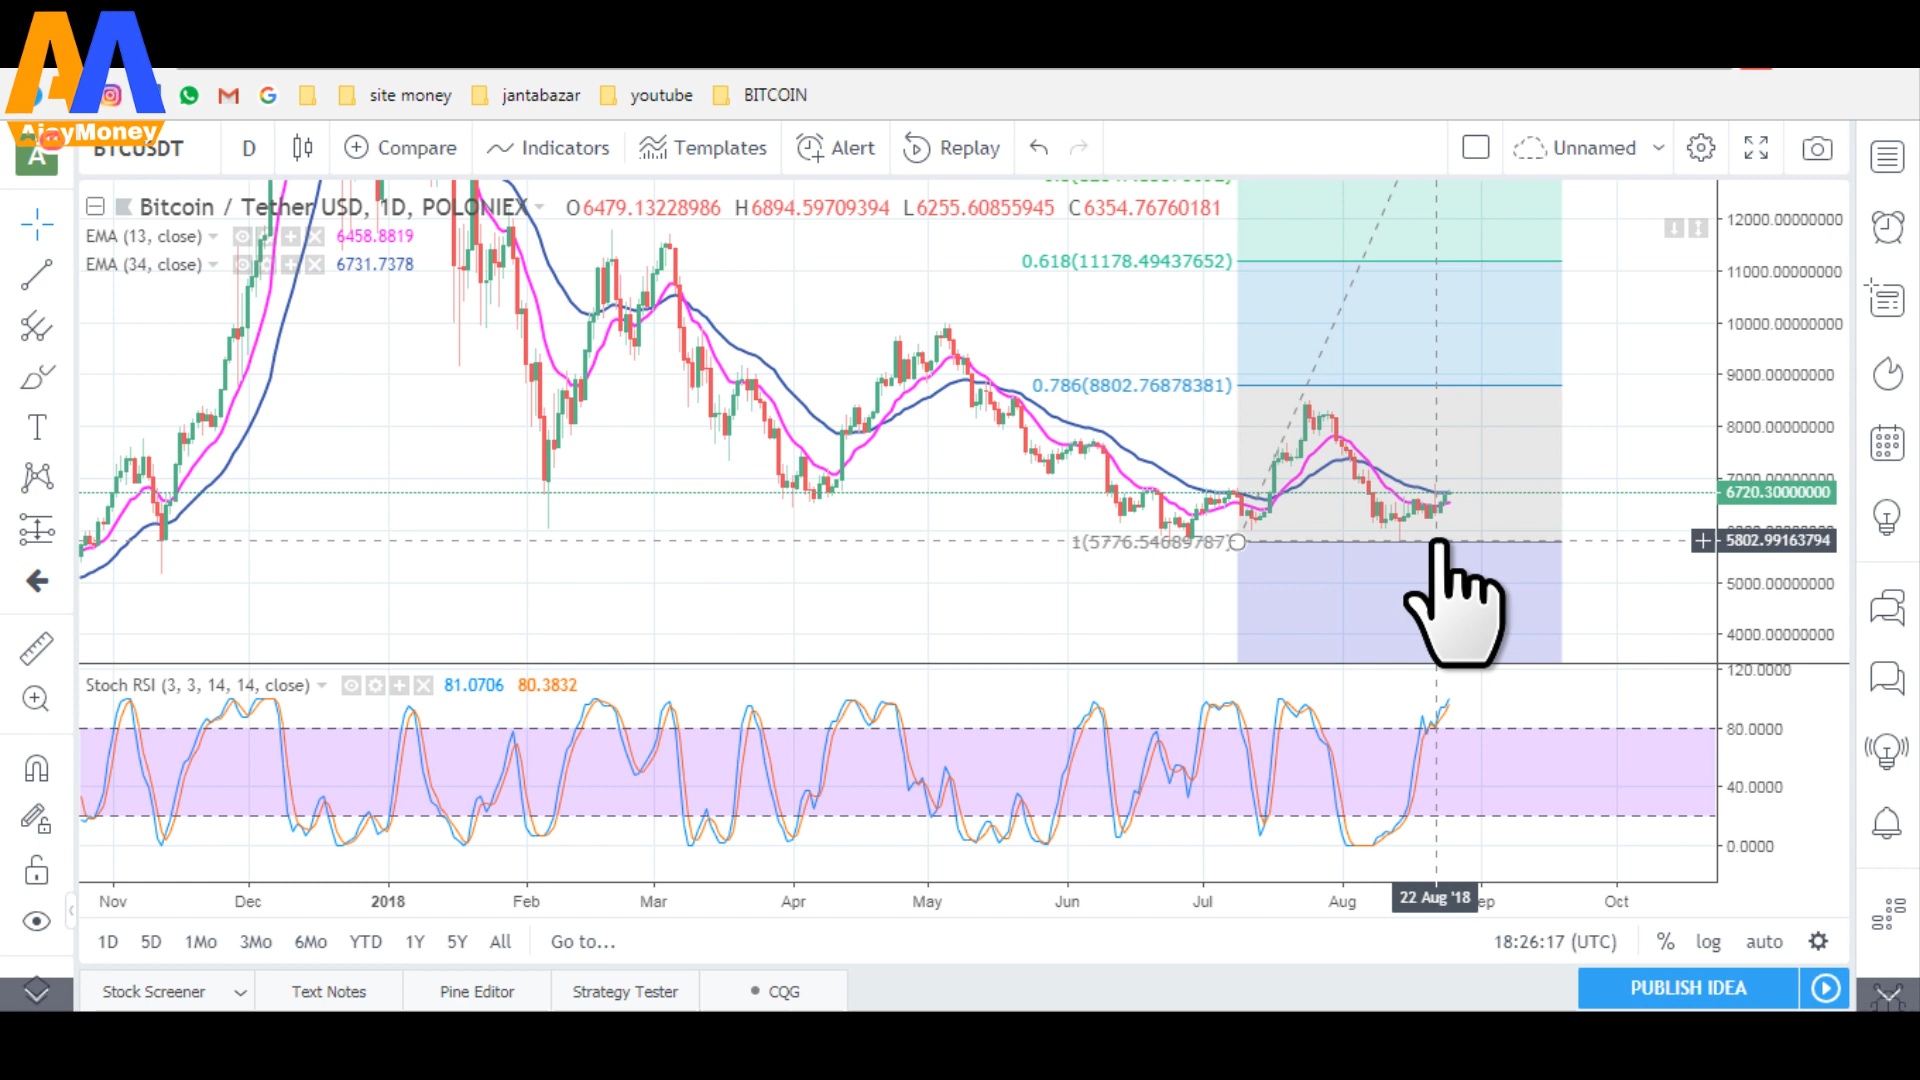 site money jantabazar youtube BITCOIN
AjayMoney
A BTCUSDT D Compare Indicators Templates Alert Replay Unnamed
Bitcoin / Tether USD, 1D, POLONIEX O6479.13228986 H6894.59709394 L6255.60855945 C6354.76760181
EMA (13, close) 6458.8819
EMA (34, close) 6731.7378
0.618(11178.49437652)
0.786(8802.76878381)
1(5776.54689787)
12000.00000000
11000.00000000
10000.00000000
9000.00000000
8000.00000000
6720.30000000
5802.99163794
5000.00000000
4000.00000000
Stoch RSI (3, 3, 14, 14, close) 81.0706 80.3832
120.0000
80.0000
40.0000
0.0000
Nov Dec 2018 Feb Mar Apr May Jun Jul Aug 22 Aug '18 Oct
1D 5D 1Mo 3Mo 6Mo YTD 1Y 5Y All Go to... 18:26:17 (UTC) % log auto
Stock Screener Text Notes Pine Editor Strategy Tester CQG PUBLISH IDEA